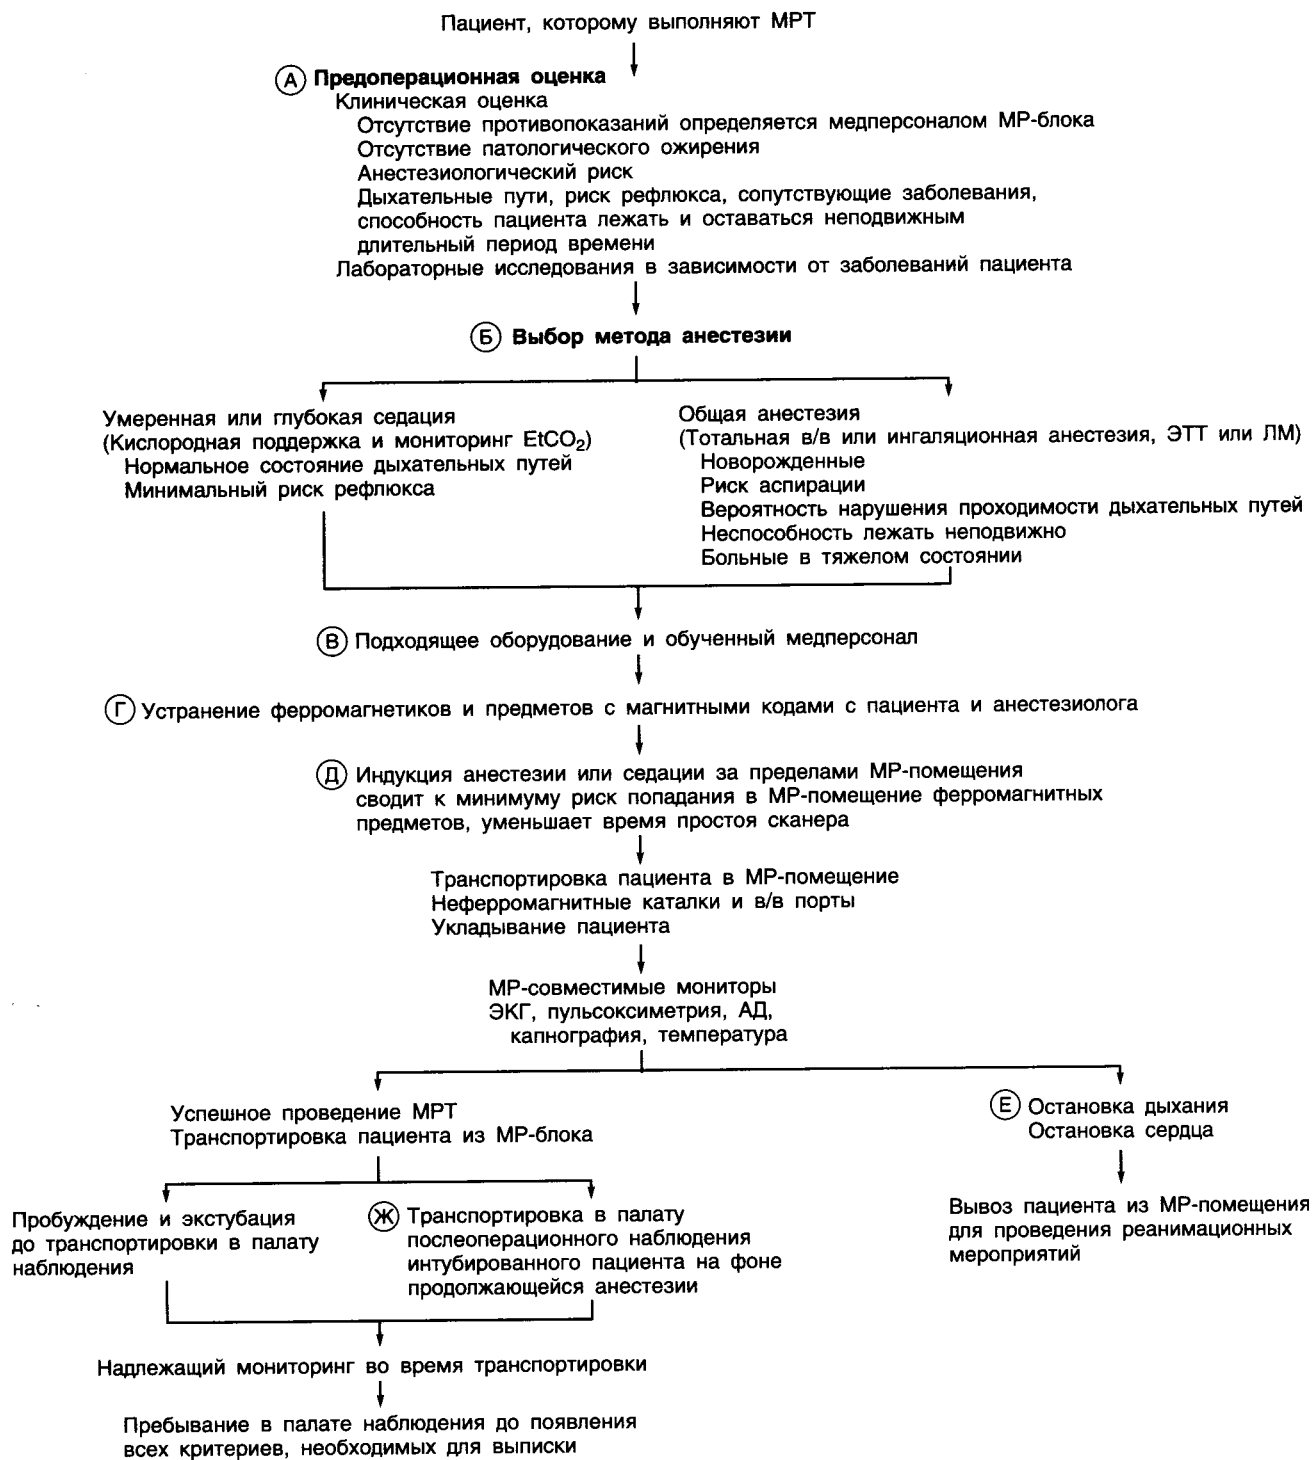 Пациент, которому выполняют МРТ
А Предоперационная оценка
Клиническая оценка
Отсутствие противопоказаний определяется медперсоналом МР-блока
Отсутствие патологического ожирения
Анестезиологический риск
Дыхательные пути, риск рефлюкса, сопутствующие заболевания,
способность пациента лежать и оставаться неподвижным
длительный период времени
Лабораторные исследования в зависимости от заболеваний пациента
Б Выбор метода анестезии
Умеренная или глубокая седация
(Кислородная поддержка и мониторинг EtCO₂)
Нормальное состояние дыхательных путей
Минимальный риск рефлюкса
Общая анестезия
(Тотальная в/в или ингаляционная анестезия, ЭТТ или ЛМ)
Новорожденные
Риск аспирации
Вероятность нарушения проходимости дыхательных путей
Неспособность лежать неподвижно
Больные в тяжелом состоянии
В Подходящее оборудование и обученный медперсонал
Г Устранение ферромагнетиков и предметов с магнитными кодами с пациента и анестезиолога
Д Индукция анестезии или седации за пределами МР-помещения
сводит к минимуму риск попадания в МР-помещение ферромагнитных
предметов, уменьшает время простоя сканера
Транспортировка пациента в МР-помещение
Неферромагнитные каталки и в/в порты
Укладывание пациента
МР-совместимые мониторы
ЭКГ, пульсоксиметрия, АД,
капнография, температура
Успешное проведение МРТ
Транспортировка пациента из МР-блока
Е Остановка дыхания
Остановка сердца
Пробуждение и экстубация
до транспортировки в палату
наблюдения
Ж Транспортировка в палату
послеоперационного наблюдения
интубированного пациента на фоне
продолжающейся анестезии
Вывоз пациента из МР-помещения
для проведения реанимационных
мероприятий
Надлежащий мониторинг во время транспортировки
Пребывание в палате наблюдения до появления
всех критериев, необходимых для выписки